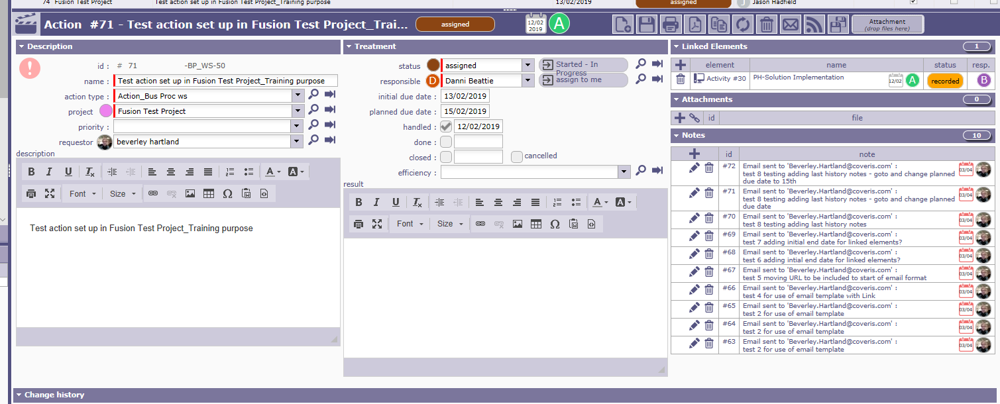 74 Fusion Test Project Test action set up in Fusion Test Project_Training purpose 13/02/2019 assigned J Jason Hadfield
Action #71 - Test action set up in Fusion Test Project_Trai... assigned 12/02 2019 A Attachment (drop files here)
Description
id : # 71 -BP_WS-50
name : Test action set up in Fusion Test Project_Training purpose
action type : Action_Bus Proc ws
project Fusion Test Project
priority :
requestor beverley hartland
description
B I U Tx A A
Font Size
Test action set up in Fusion Test Project_Training purpose
Treatment
status assigned Started - In Progress
responsible D Danni Beattie assign to me
initial due date : 13/02/2019
planned due date : 15/02/2019
handled : 12/02/2019
done :
closed : cancelled
efficiency :
result
B I U Tx A A
Font Size
Linked Elements 1
element name status resp.
Activity #30 PH-Solution Implementation 12/02 A recorded B
Attachments 0
id file
Notes 10
id note
#72 Email sent to 'Beverley.Hartland@coveris.com' : 03/04
test 8 testing adding last history notes - goto and change planned
due date to 15th
#71 Email sent to 'Beverley.Hartland@coveris.com' : 03/04
test 8 testing adding last history notes - goto and change planned
due date
#70 Email sent to 'Beverley.Hartland@coveris.com' : 03/04
test 8 testing adding last history notes
#69 Email sent to 'Beverley.Hartland@coveris.com' : 03/04
test 7 adding initial end date for linked elements?
#68 Email sent to 'Beverley.Hartland@coveris.com' : 03/04
test 6 adding intial end date for linked elements?
#67 Email sent to 'Beverley.Hartland@coveris.com' : 03/04
test 5 moving URL to be included to start of email format
#66 Email sent to 'Beverley.Hartland@coveris.com' : 03/04
test 4 for use of email template with Link
#65 Email sent to 'Beverley.Hartland@coveris.com' : 03/04
test 2 for use of email template
#64 Email sent to 'Beverley.Hartland@coveris.com' : 03/04
test 2 for use of email template
#63 Email sent to 'Beverley.Hartland@coveris.com' : 03/04
test 2 for use of email template
Change history